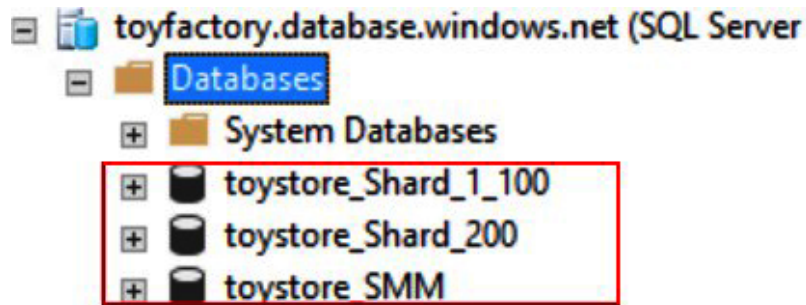 toyfactory.database.windows.net (SQL Server
Databases
System Databases
toystore_Shard_1_100
toystore_Shard_200
toystore_SMM